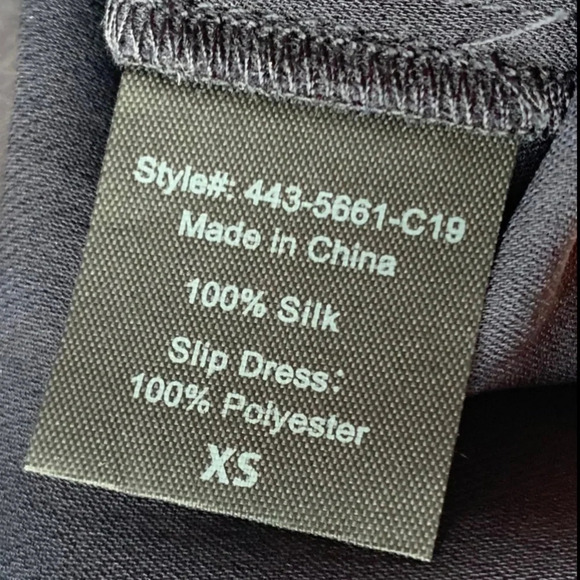 Style#: 443-5661-C19
Made in China
100% Silk
Slip Dress:
100% Polyester
XS